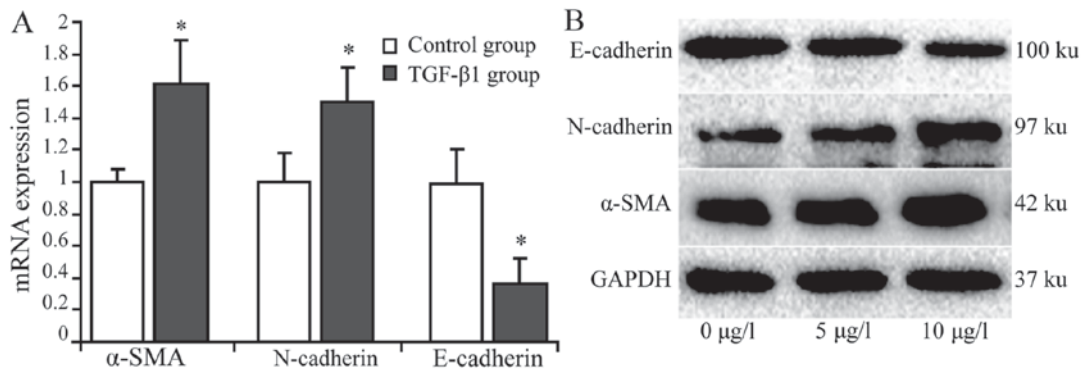 A
mRNA expression
2
1.8
1.6
1.4
1.2
1
0.8
0.6
0.4
0.2
0
*
*
*
Control group
TGF-β1 group
α-SMA
N-cadherin
E-cadherin
B
E-cadherin
100 ku
N-cadherin
97 ku
α-SMA
42 ku
GAPDH
37 ku
0 μg/l
5 μg/l
10 μg/l